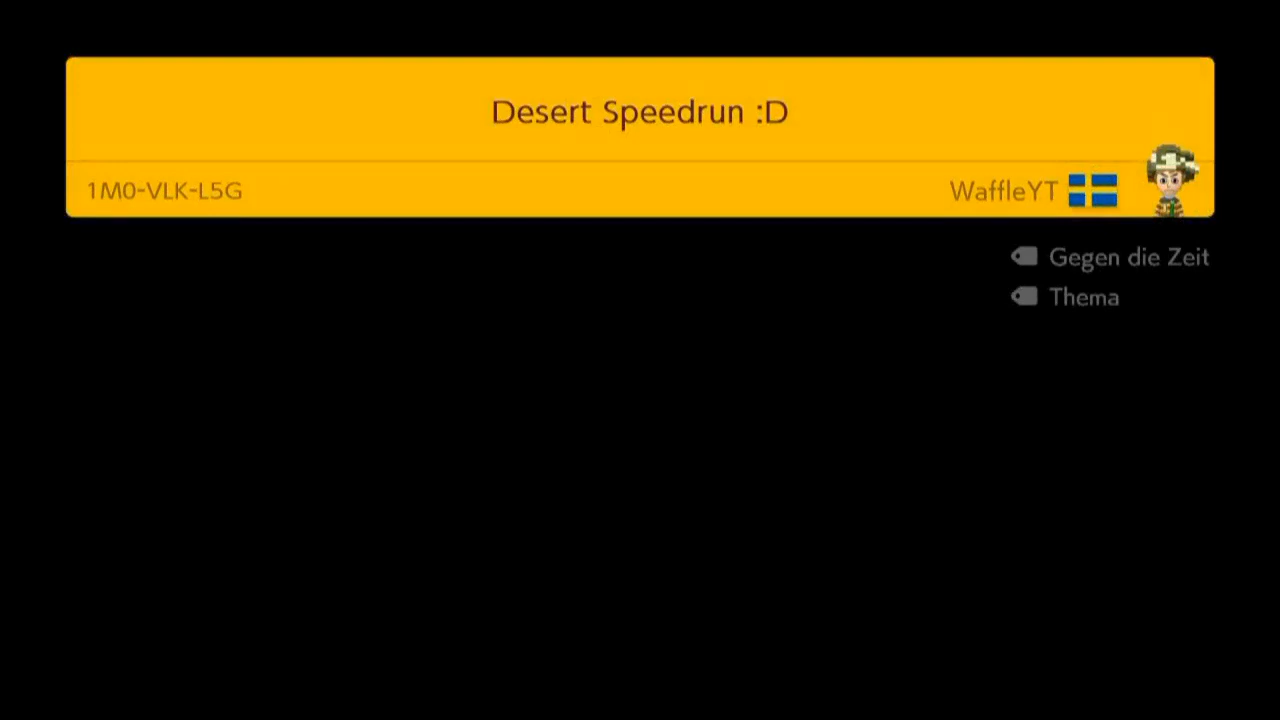 Desert Speedrun :D
1M0-VLK-L5G
WaffleYT
Gegen die Zeit
Thema